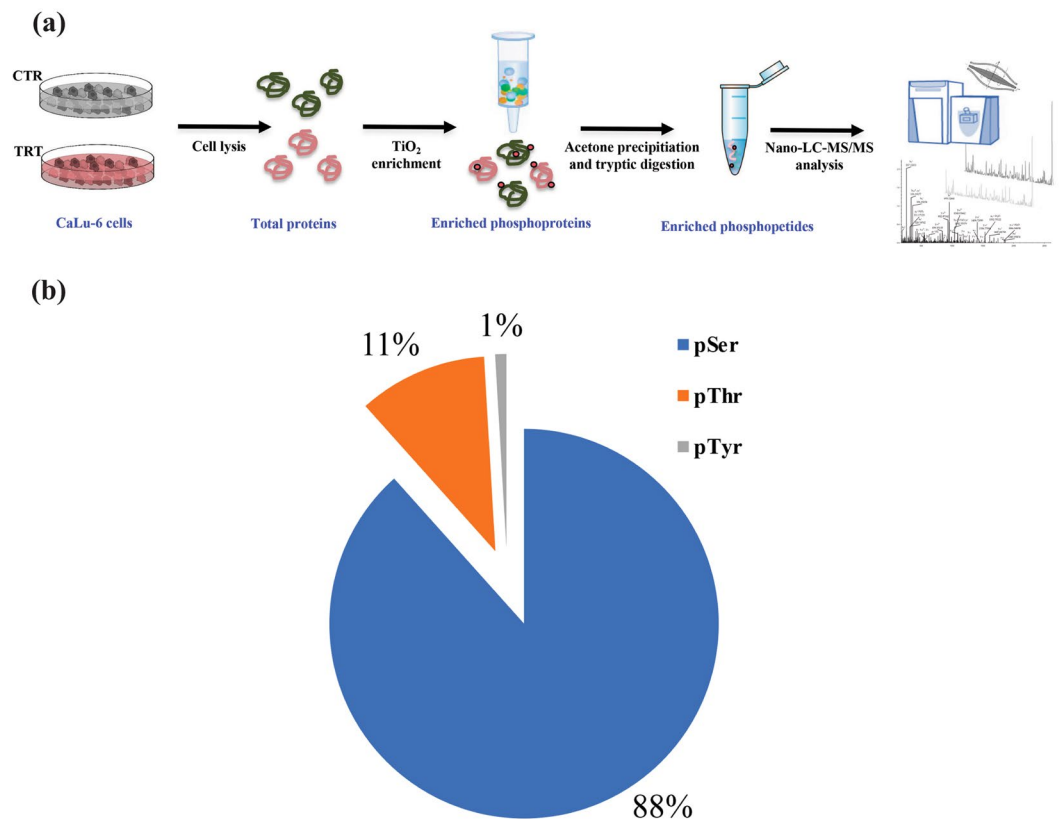 (a)
CTR
TRT
CaLu-6 cells
Cell lysis
Total proteins
TiO₂
enrichment
Enriched phosphoproteins
Acetone precipitiation
and tryptic digestion
Enriched phosphopetides
Nano-LC-MS/MS
analysis
(b)
11%
1%
88%
pSer
pThr
pTyr